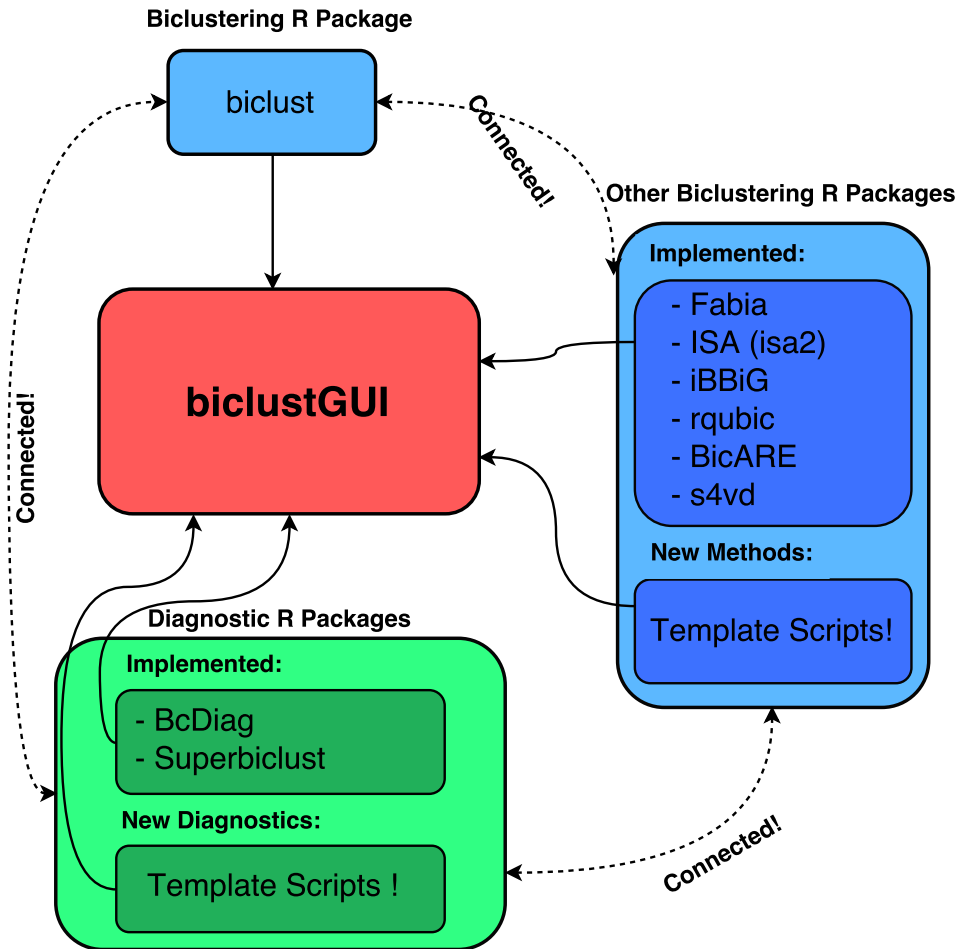 Biclustering R Package
biclust
Connected!
Other Biclustering R Packages
Implemented:
- Fabia
- ISA (isa2)
- iBBiG
- rqubic
- BicARE
- s4vd
New Methods:
Template Scripts!
biclustGUI
Connected!
Diagnostic R Packages
Implemented:
- BcDiag
- Superbiclust
New Diagnostics:
Template Scripts !
Connected!